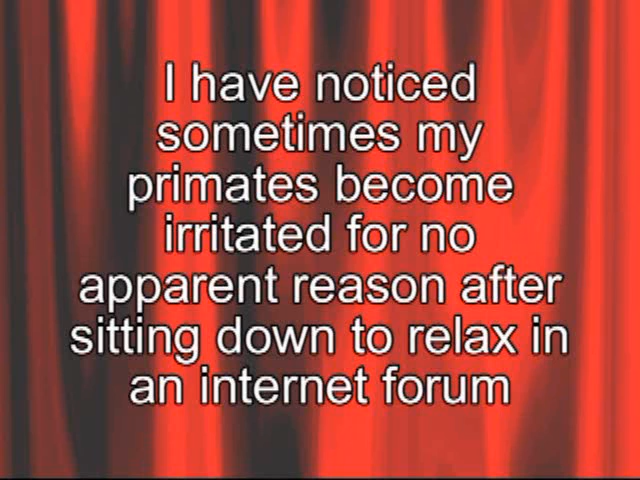 I have noticed
sometimes my
primates become
irritated for no
apparent reason after
sitting down to relax in
an internet forum